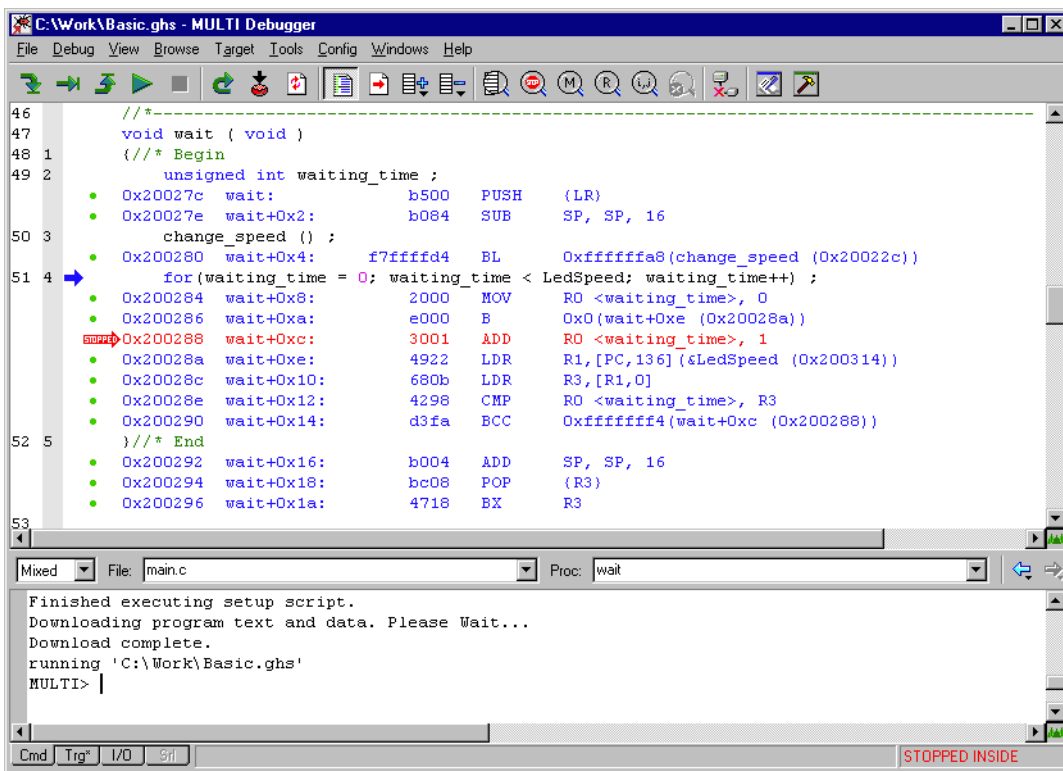 C:\Work\Basic.ghs - MULTI Debugger
File Debug View Browse Target Tools Config Windows Help
STOP M R i,j
46 //*--------------------------------------------------------------------------------------
47 void wait ( void )
48 1 {//* Begin
49 2 unsigned int waiting_time ;
0x20027c wait: b500 PUSH {LR}
0x20027e wait+0x2: b084 SUB SP, SP, 16
50 3 change_speed () ;
0x200280 wait+0x4: f7ffffd4 BL 0xffffffa8(change_speed (0x20022c))
51 4 for(waiting_time = 0; waiting_time < LedSpeed; waiting_time++) ;
0x200284 wait+0x8: 2000 MOV R0 <waiting_time>, 0
0x200286 wait+0xa: e000 B 0x0(wait+0xe (0x20028a))
STOPPED 0x200288 wait+0xc: 3001 ADD R0 <waiting_time>, 1
0x20028a wait+0xe: 4922 LDR R1,[PC,136](&LedSpeed (0x200314))
0x20028c wait+0x10: 680b LDR R3,[R1,0]
0x20028e wait+0x12: 4298 CMP R0 <waiting_time>, R3
0x200290 wait+0x14: d3fa BCC 0xfffffff4(wait+0xc (0x200288))
52 5 }//* End
0x200292 wait+0x16: b004 ADD SP, SP, 16
0x200294 wait+0x18: bc08 POP {R3}
0x200296 wait+0x1a: 4718 BX R3
53
Mixed File: main.c Proc: wait
Finished executing setup script.
Downloading program text and data. Please Wait...
Download complete.
running 'C:\Work\Basic.ghs'
MULTI>
Cmd Trg* I/O Srl STOPPED INSIDE